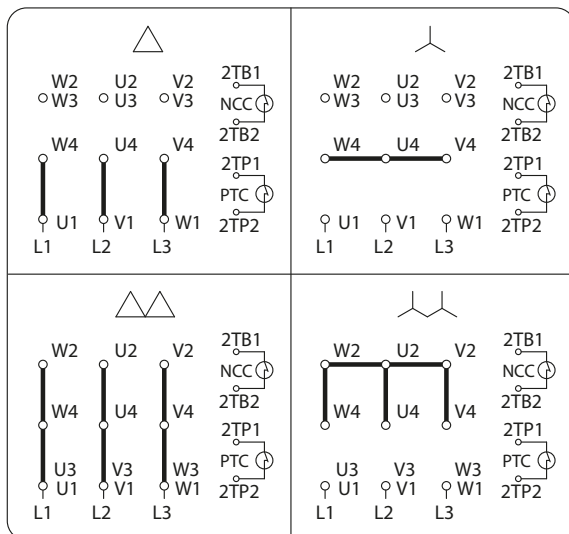 W2 U2 V2 2TB1
W3 U3 V3 NCC
2TB2
W4 U4 V4 2TP1
PTC
U1 V1 W1 2TP2
L1 L2 L3
W2 U2 V2 2TB1
W3 U3 V3 NCC
2TB2
W4 U4 V4 2TP1
PTC
U1 V1 W1 2TP2
L1 L2 L3
W2 U2 V2 2TB1
NCC
2TB2
W4 U4 V4 2TP1
U3 V3 W3 PTC
U1 V1 W1 2TP2
L1 L2 L3
W2 U2 V2 2TB1
NCC
2TB2
W4 U4 V4 2TP1
U3 V3 W3 PTC
U1 V1 W1 2TP2
L1 L2 L3